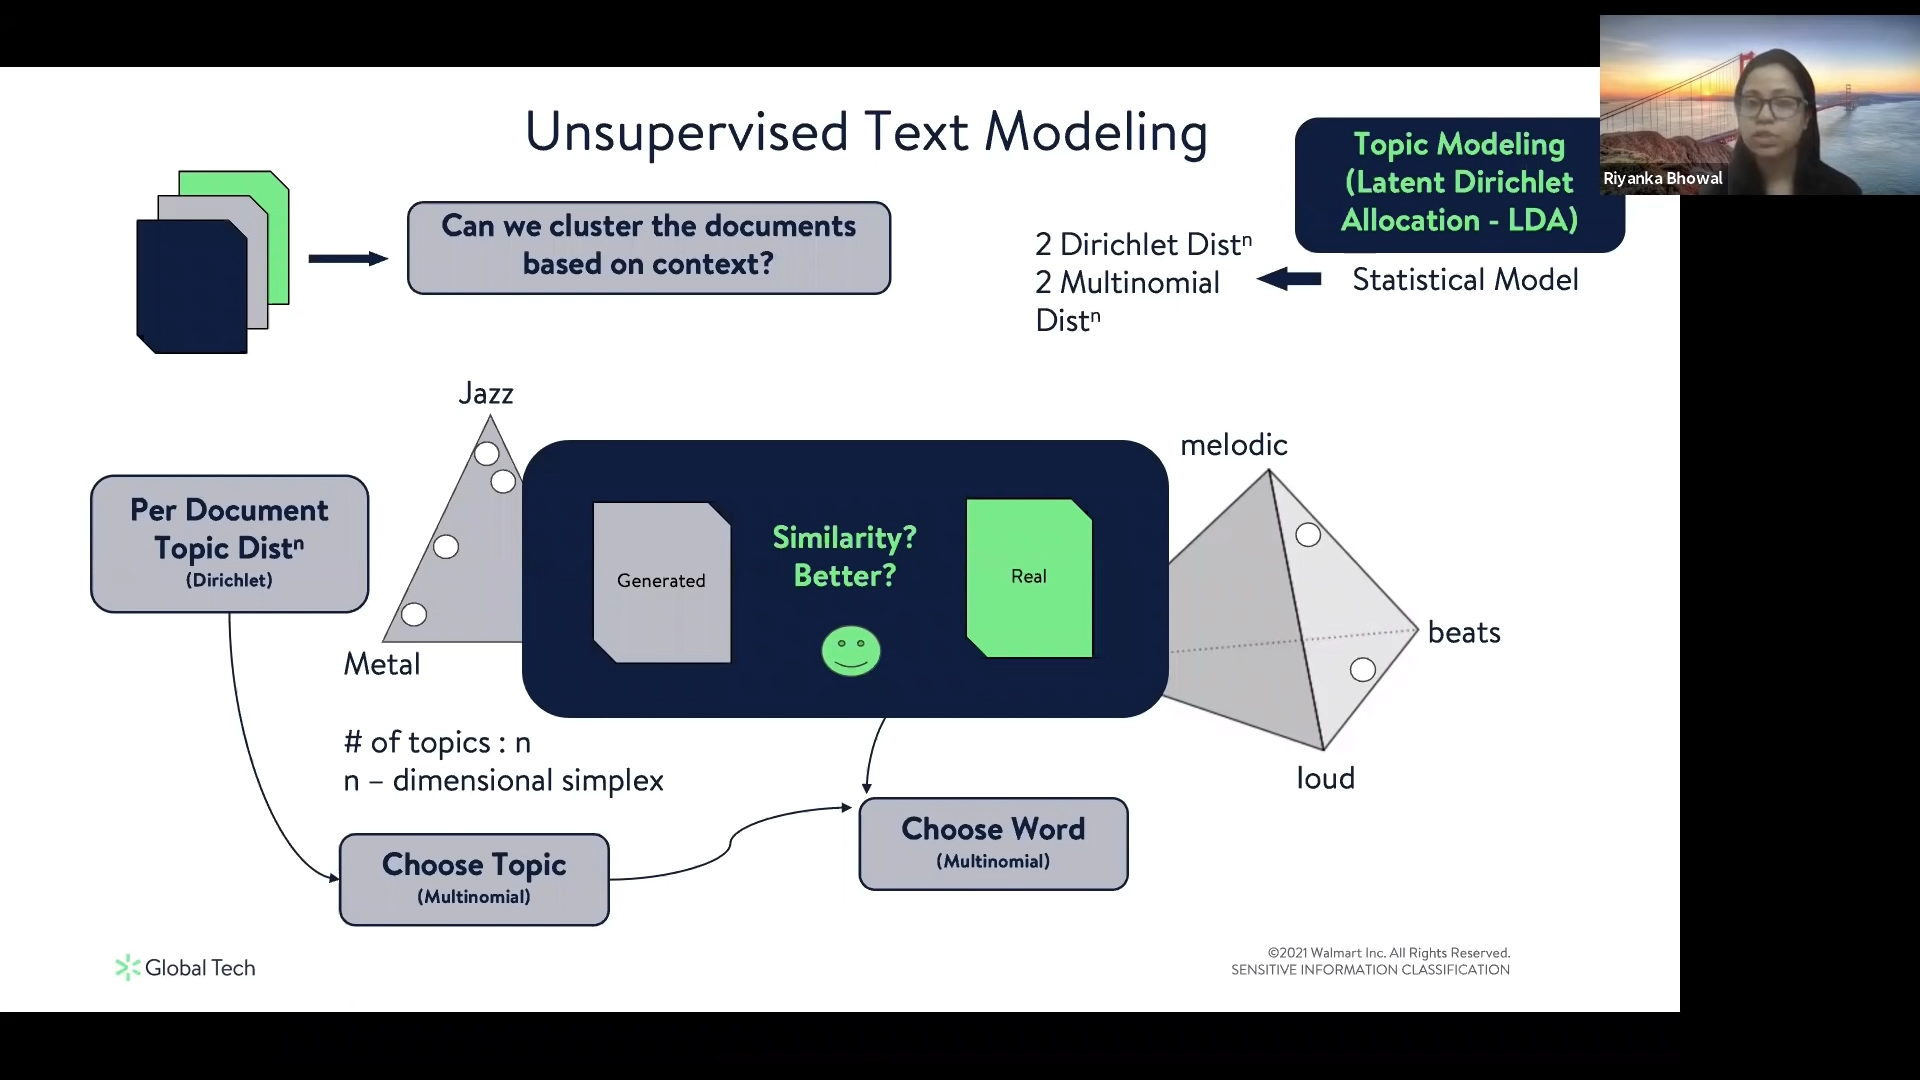 Unsupervised Text Modeling
Topic Modeling
(Latent Dirichlet
Allocation - LDA)
Riyanka Bhowal
Can we cluster the documents
based on context?
2 Dirichlet Distⁿ
2 Multinomial
Distⁿ
Statistical Model
Jazz
melodic
Per Document
Topic Distⁿ
(Dirichlet)
Generated
Similarity?
Better?
Real
beats
Metal
# of topics : n
n – dimensional simplex
loud
Choose Topic
(Multinomial)
Choose Word
(Multinomial)
Global Tech
©2021 Walmart Inc. All Rights Reserved.
SENSITIVE INFORMATION CLASSIFICATION